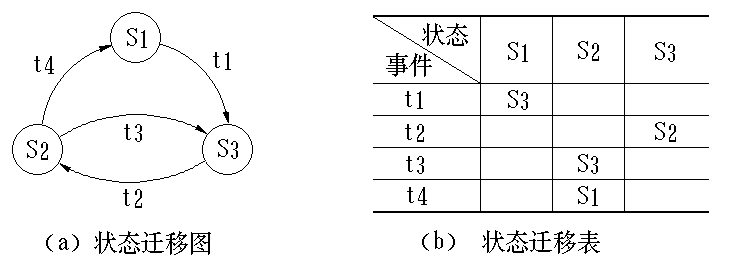 S1
t4
t1
S2
t3
S3
t2
(a)状态迁移图
状态
事件
S1 S2 S3
t1 S3
t2 S2
t3 S3
t4 S1
(b) 状态迁移表